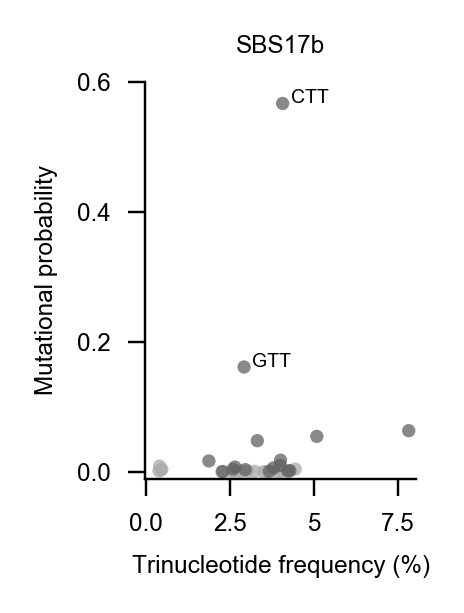 SBS17b
0.6
CTT
0.4
Mutational probability
0.2
GTT
0.0
0.0 2.5 5 7.5
Trinucleotide frequency (%)